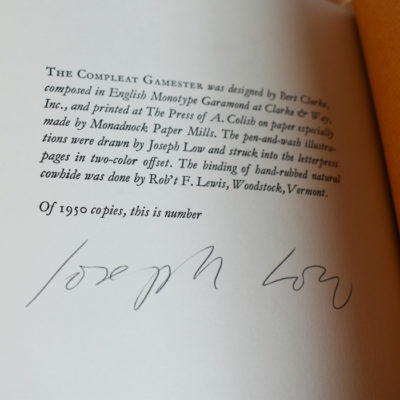 THE COMPLEAT GAMESTER was designed by Bert Clarke,
composed in English Monotype Garamond at Clarke & Way,
Inc., and printed at The Press of A. Colish on paper especially
made by Monadnock Paper Mills. The pen-and-wash illustra-
tions were drawn by Joseph Low and struck into the letterpress
pages in two-color offset. The binding of hand-rubbed natural
cowhide was done by Rob't F. Lewis, Woodstock, Vermont.
Of 1950 copies, this is number
Joseph Low